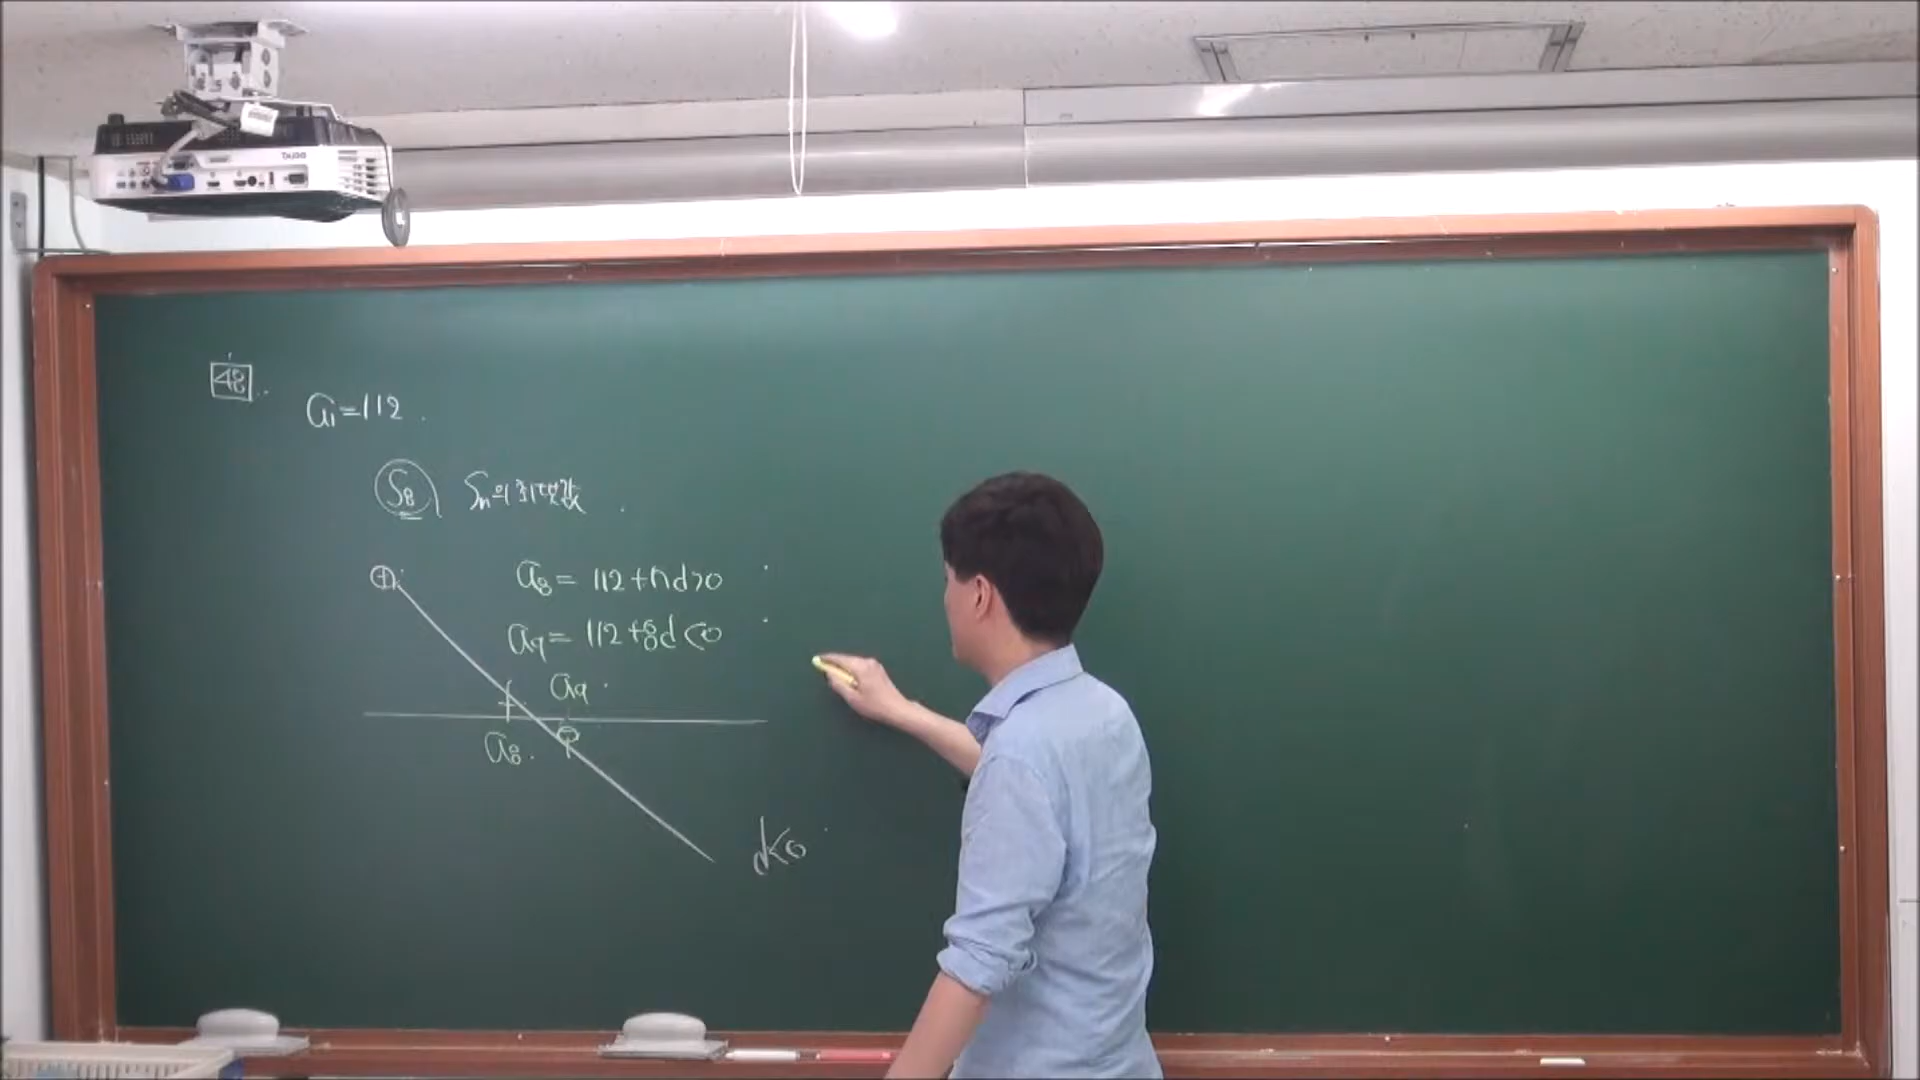 48.
a₁=112.
S₈ Sₙ의 최댓값.
⊕
a₈= 112+7d>0
a₉= 112+8d<0
a₉.
a₈.
⊖
d<0
BenQ